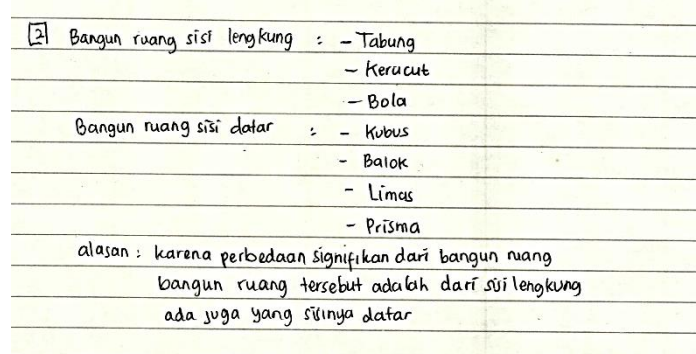 2 Bangun ruang sisi lengkung : - Tabung
- Kerucut
- Bola
Bangun ruang sisi datar : - Kubus
- Balok
- Limas
- Prisma
alasan : karena perbedaan signifikan dari bangun ruang
bangun ruang tersebut adalah dari sisi lengkung
ada juga yang sisinya datar